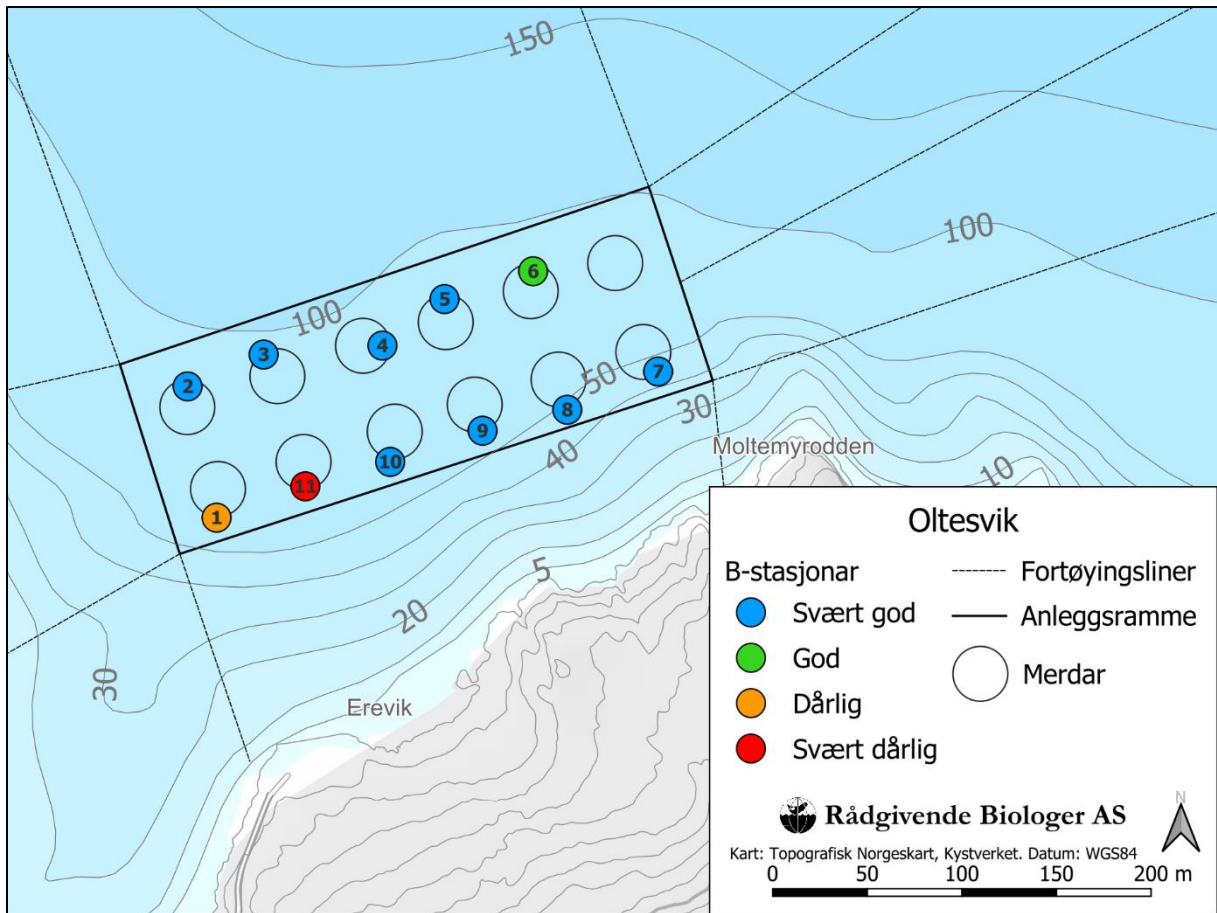 150
100
100
6
5
4
3
2
50
7
30
8
9
40
10
11
1
Moltemyrodden
10
5
20
30
Erevik
Oltesvik
B-stasjonar
Svært god
God
Dårlig
Svært dårlig
Fortøyingsliner
Anleggsramme
Merdar
Rådgivende Biologer AS
N
Kart: Topografisk Norgeskart, Kystverket. Datum: WGS84
0 50 100 150 200 m